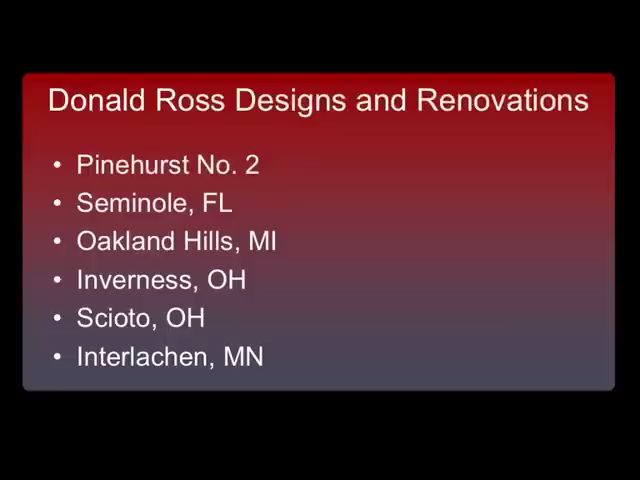 Donald Ross Designs and Renovations
• Pinehurst No. 2
• Seminole, FL
• Oakland Hills, MI
• Inverness, OH
• Scioto, OH
• Interlachen, MN